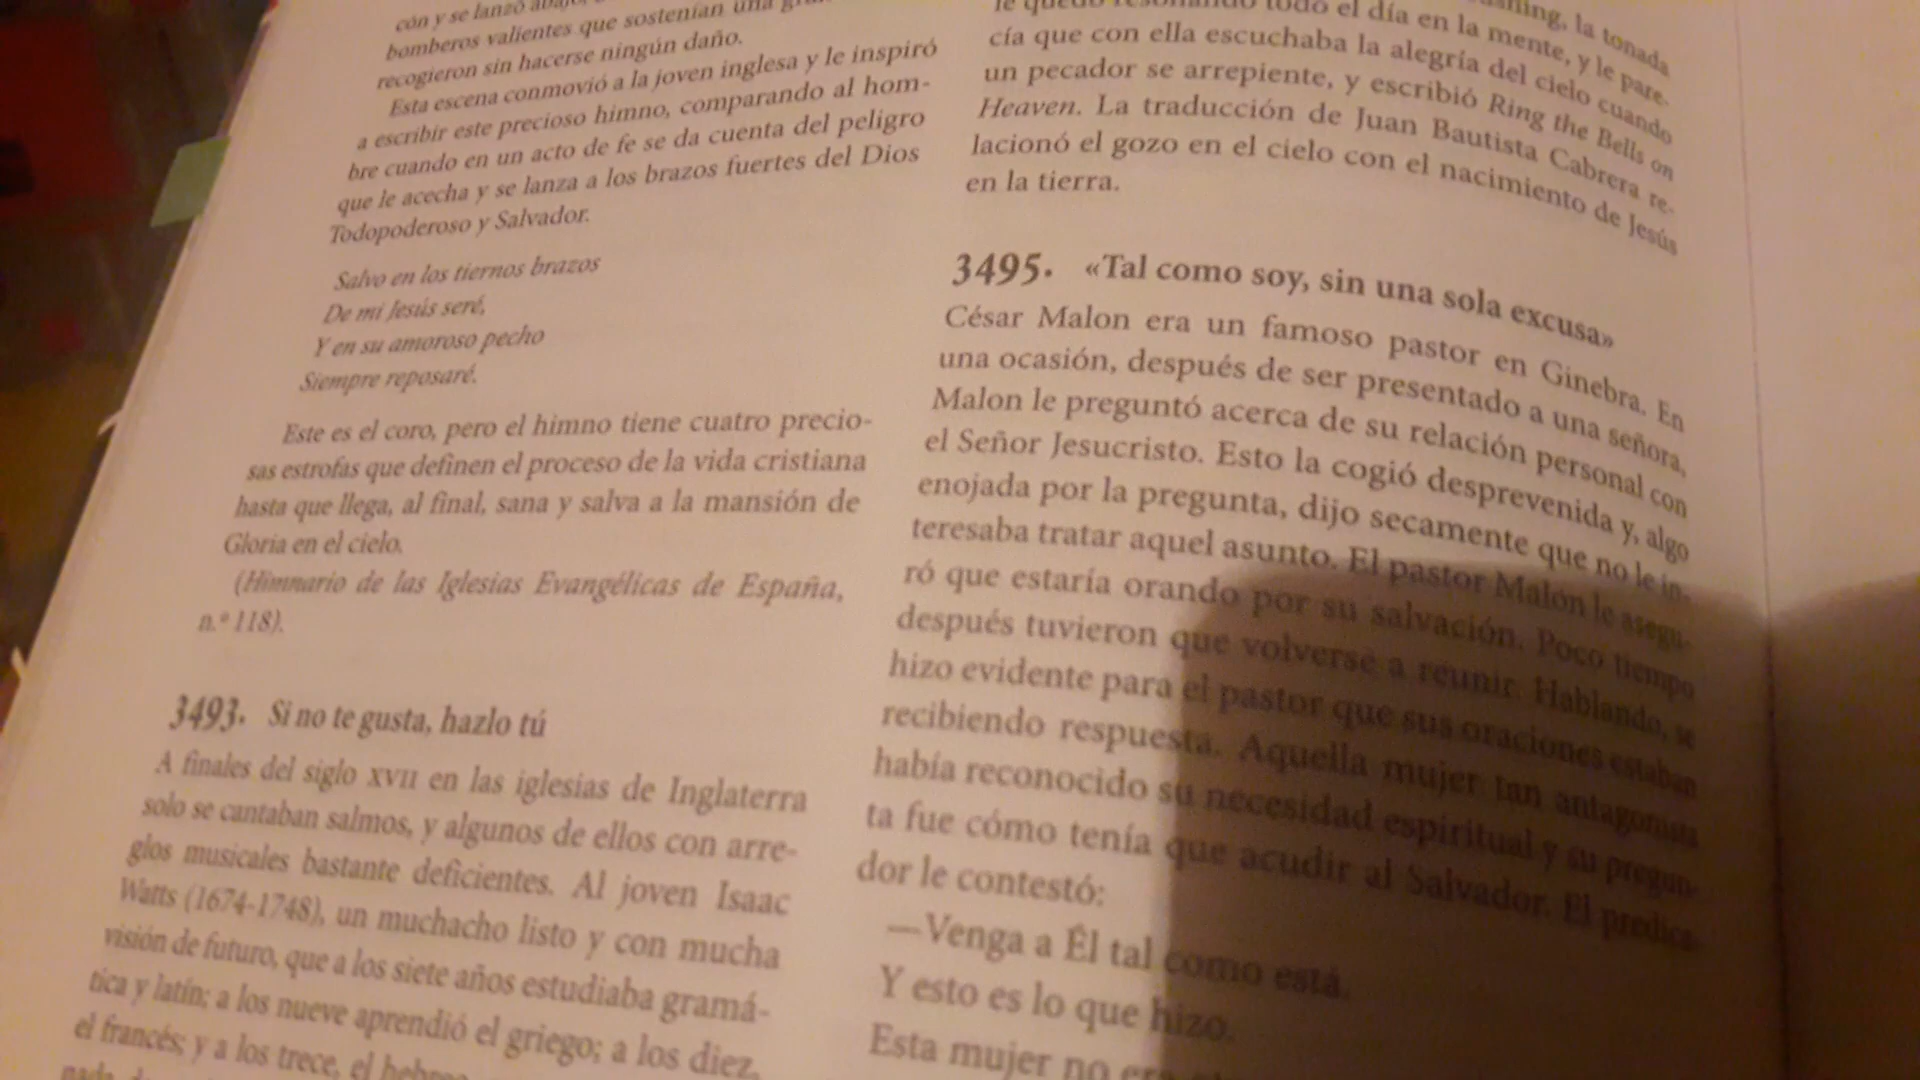 cón y se lanzó
bomberos valientes que sostenían una
recogieron sin hacerse ningún daño.
Esta escena conmovió a la joven inglesa y le inspiró
a escribir este precioso himno, comparando al hom-
bre cuando en un acto de fe se da cuenta del peligro
que le acecha y se lanza a los brazos fuertes del Dios
Todopoderoso y Salvador.
Salvo en los tiernos brazos
De mi Jesús seré,
Y en su amoroso pecho
Siempre reposaré.
Este es el coro, pero el himno tiene cuatro precio-
sas estrofas que definen el proceso de la vida cristiana
hasta que llega, al final, sana y salva a la mansión de
Gloria en el cielo.
(Himnario de las Iglesias Evangélicas de España,
n.º 118).
3493. Si no te gusta, hazlo tú
A finales del siglo XVII en las iglesias de Inglaterra
solo se cantaban salmos, y algunos de ellos con arre-
glos musicales bastante deficientes. Al joven Isaac
Watts (1674-1748), un muchacho listo y con mucha
visión de futuro, que a los siete años estudiaba gramá-
tica y latín; a los nueve aprendió el griego; a los diez,
el francés; y a los trece, el
la tonada
le quedó resonando todo el día en la mente, y le pare-
cía que con ella escuchaba la alegría del cielo cuando
un pecador se arrepiente, y escribió Ring the Bells on
Heaven. La traducción de Juan Bautista Cabrera re-
lacionó el gozo en el cielo con el nacimiento de Jesús
en la tierra.
3495. «Tal como soy, sin una sola excusa»
César Malon era un famoso pastor en Ginebra. En
una ocasión, después de ser presentado a una señora,
Malon le preguntó acerca de su relación personal con
el Señor Jesucristo. Esto la cogió desprevenida y, algo
enojada por la pregunta, dijo secamente que no le in-
teresaba tratar aquel asunto. El pastor Malon le asegu-
ró que estaría orando por su salvación. Poco tiempo
después tuvieron que volverse a reunir. Hablando, se
hizo evidente para el pastor que sus oraciones estaban
recibiendo respuesta. Aquella mujer tan antagonista
había reconocido su necesidad espiritual y su pregun-
ta fue cómo tenía que acudir al Salvador. El predica-
dor le contestó:
—Venga a Él tal como está.
Y esto es lo que hizo.
Esta mujer no